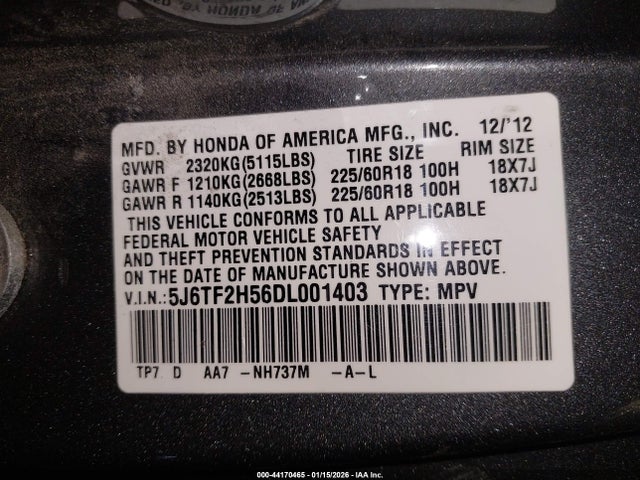 MFD. BY HONDA OF AMERICA MFG., INC. 12/'12
GVWR 2320KG(5115LBS) TIRE SIZE RIM SIZE
GAWR F 1210KG(2668LBS) 225/60R18 100H 18X7J
GAWR R 1140KG(2513LBS) 225/60R18 100H 18X7J
THIS VEHICLE CONFORMS TO ALL APPLICABLE
FEDERAL MOTOR VEHICLE SAFETY
AND THEFT PREVENTION STANDARDS IN EFFECT
ON THE DATE OF MANUFACTURE SHOWN ABOVE.
V.I.N.: 5J6TF2H56DL001403 TYPE: MPV
TP7 D AA7 -NH737M -A-L
000-44170465 - 01/15/2026 - IAA Inc.